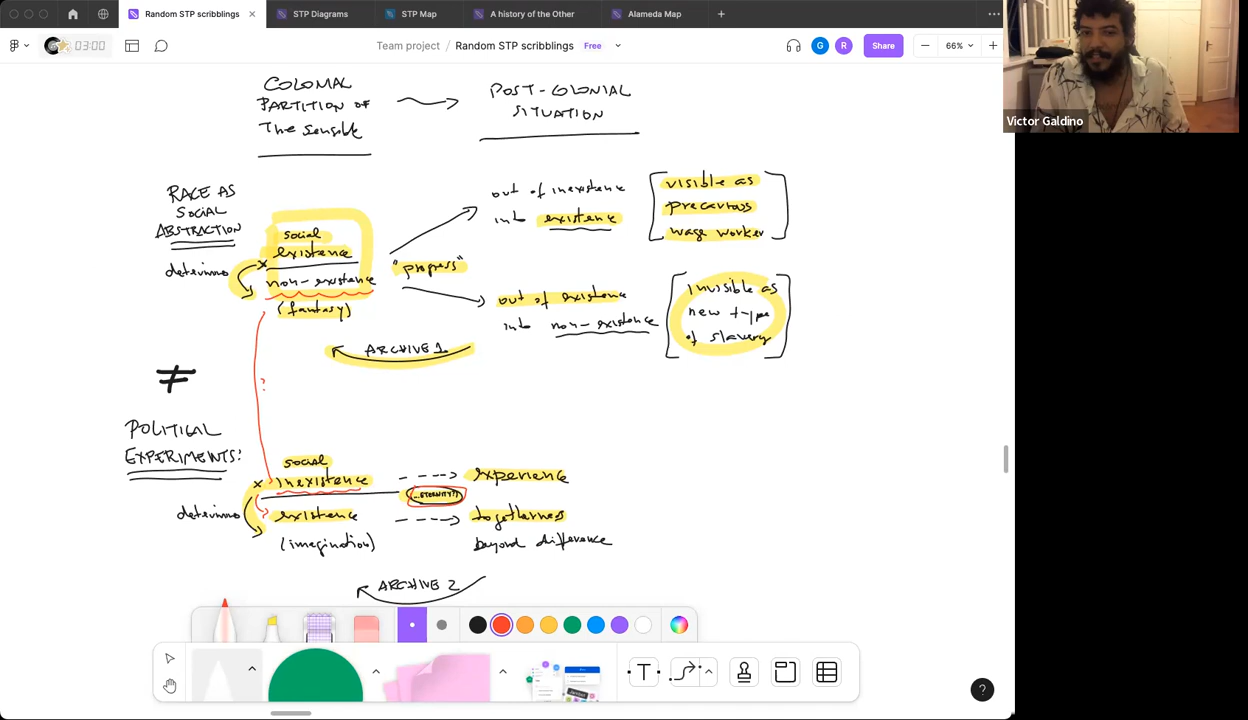 Random STP scribblings
STP Diagrams
STP Map
A history of the Other
Alameda Map
03:00
Team project / Random STP scribblings Free
G R Share 66%
Victor Galdino
COLONIAL
PARTITION OF
The Sensible
POST-COLONIAL
SITUATION
RACE AS
SOCIAL
ABSTRACTION
determines
social
existence
non-existence
(fantasy)
"progress"
out of inexistence
into existence
visible as
precarious
wage worker
out of existence
into non-existence
invisible as
new type
of slavery
ARCHIVE 1
≠
?
POLITICAL
EXPERIMENTS:
determines
social
inexistence
existence
(imagination)
...ETERNITY?)
experience
togetherness
beyond difference
ARCHIVE 2
T
?